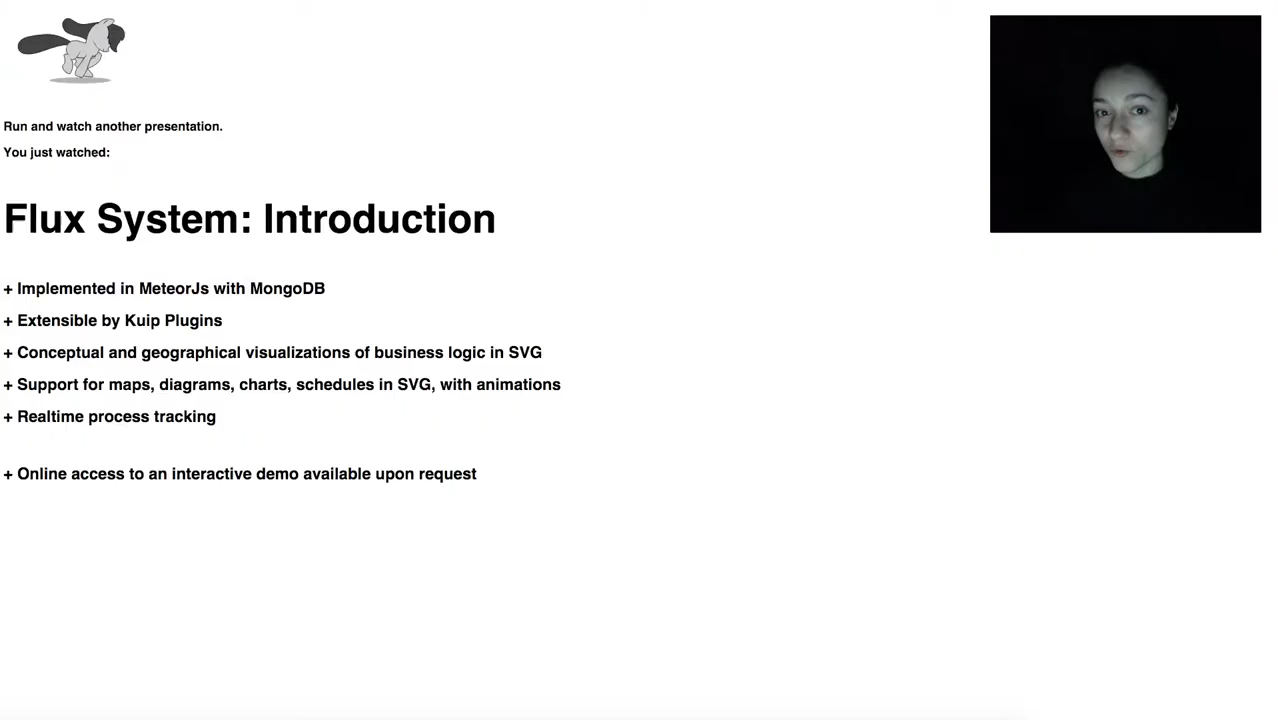 Run and watch another presentation.
You just watched:
Flux System: Introduction
+ Implemented in MeteorJs with MongoDB
+ Extensible by Kuip Plugins
+ Conceptual and geographical visualizations of business logic in SVG
+ Support for maps, diagrams, charts, schedules in SVG, with animations
+ Realtime process tracking
+ Online access to an interactive demo available upon request